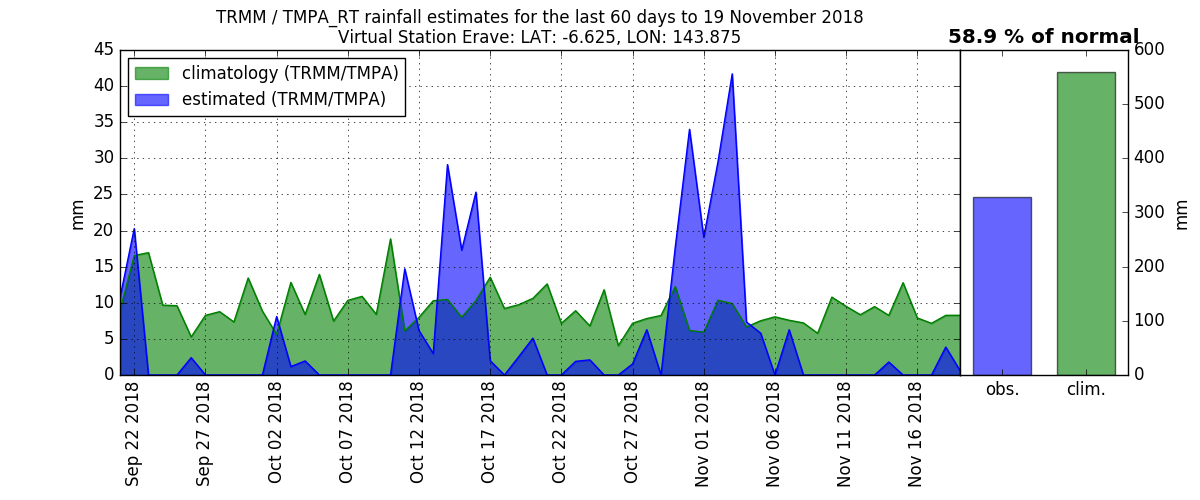 TRMM / TMPA_RT rainfall estimates for the last 60 days to 19 November 2018
Virtual Station Erave: LAT: -6.625, LON: 143.875
58.9 % of normal
climatology (TRMM/TMPA)
estimated (TRMM/TMPA)
mm
45
40
35
30
25
20
15
10
5
0
Sep 22 2018
Sep 27 2018
Oct 02 2018
Oct 07 2018
Oct 12 2018
Oct 17 2018
Oct 22 2018
Oct 27 2018
Nov 01 2018
Nov 06 2018
Nov 11 2018
Nov 16 2018
obs.
clim.
600
500
400
300
200
100
0
mm